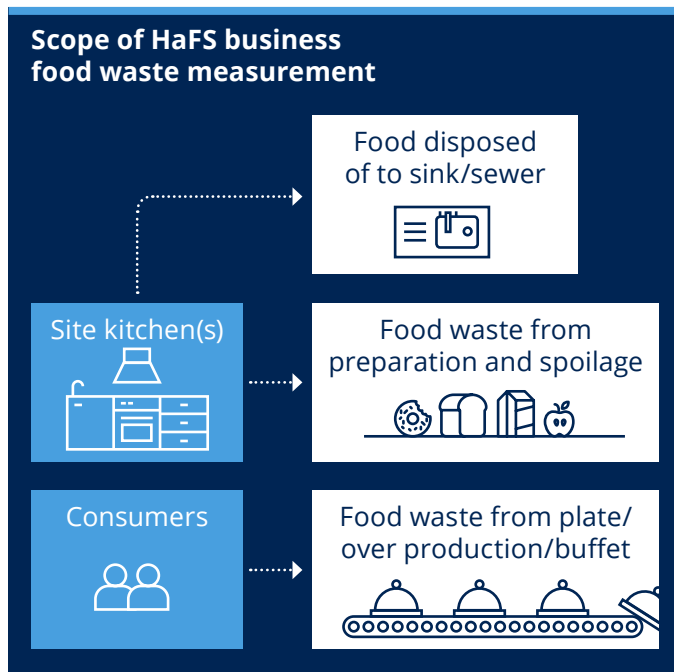 Scope of HaFS business
food waste measurement
Food disposed
of to sink/sewer
Site kitchen(s)
Food waste from
preparation and spoilage
Consumers
Food waste from plate/
over production/buffet